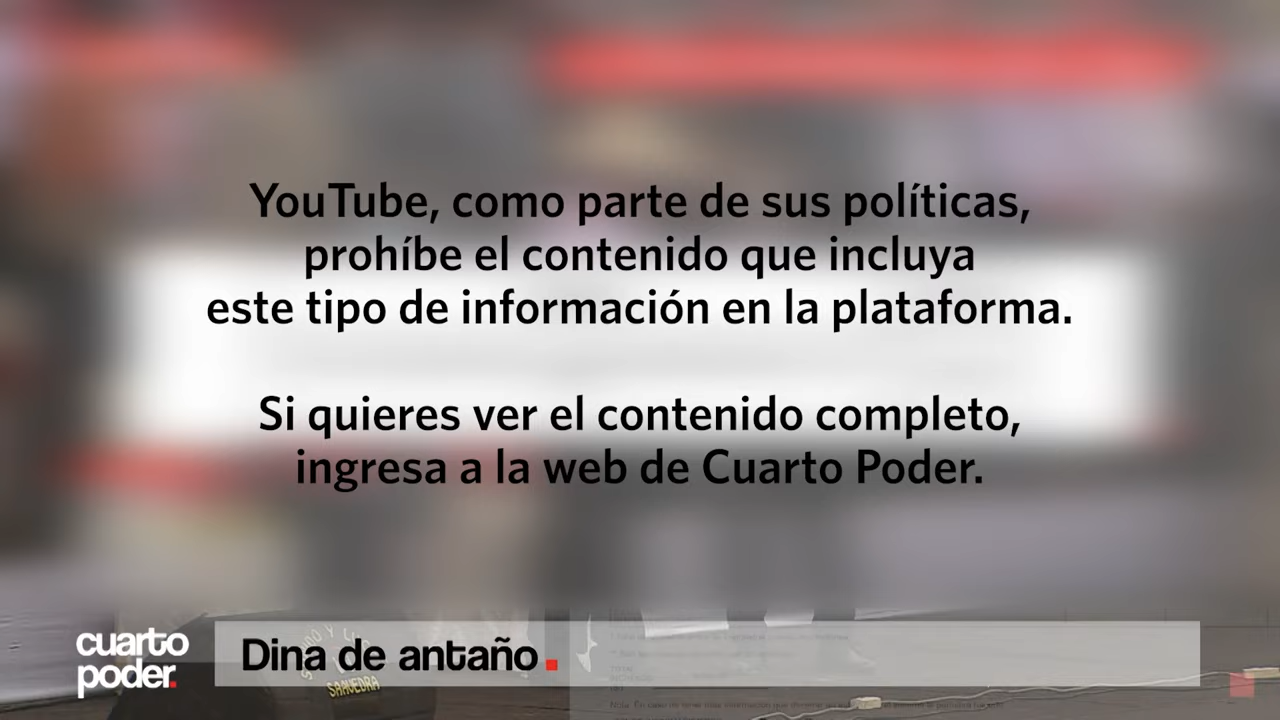 YouTube, como parte de sus políticas,
prohíbe el contenido que incluya
este tipo de información en la plataforma.
Si quieres ver el contenido completo,
ingresa a la web de Cuarto Poder.
cuarto
poder.
Dina de antaño.
SAAVEDRA